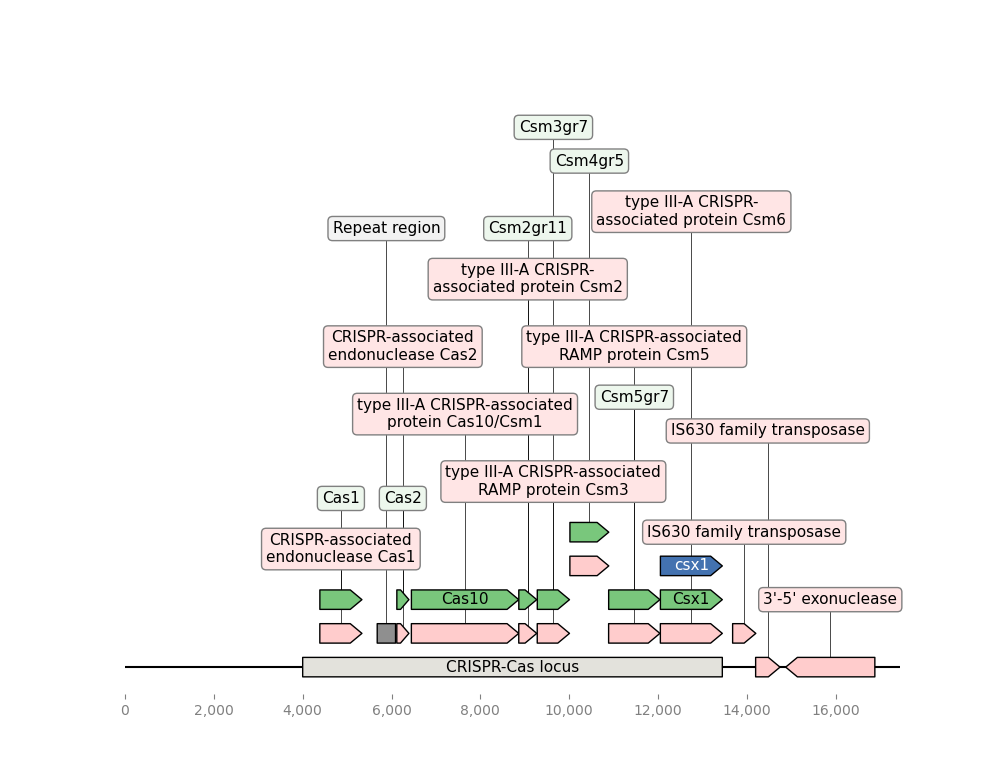 Csm3gr7
Csm4gr5
type III-A CRISPR-
associated protein Csm6
Repeat region
Csm2gr11
type III-A CRISPR-
associated protein Csm2
CRISPR-associated
endonuclease Cas2
type III-A CRISPR-associated
RAMP protein Csm5
Csm5gr7
type III-A CRISPR-associated
protein Cas10/Csm1
IS630 family transposase
type III-A CRISPR-associated
RAMP protein Csm3
Cas1
Cas2
CRISPR-associated
endonuclease Cas1
IS630 family transposase
csx1
Cas10
Csx1
3'-5' exonuclease
CRISPR-Cas locus
0
2,000
4,000
6,000
8,000
10,000
12,000
14,000
16,000